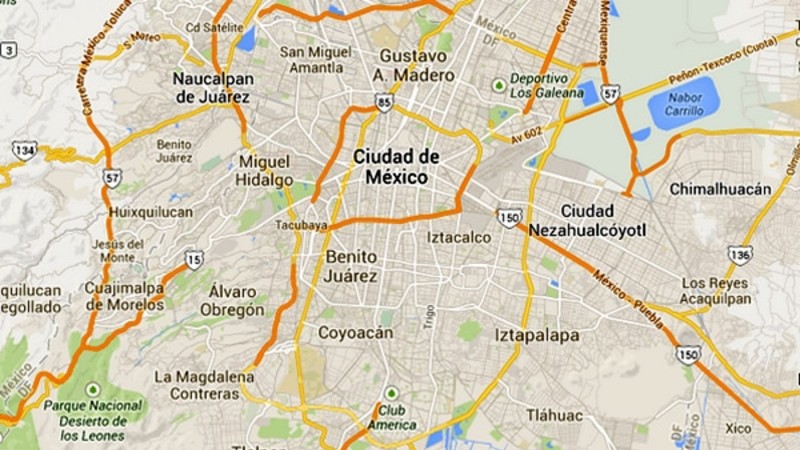 Carretera México-Toluca
3
S. Mateo
Cd Satélite
San Miguel
Amantla
Naucalpan
de Juárez
Gustavo
A. Madero
México
DF
Central
Mexiquense
Deportivo
Los Galeana
Peñon-Texcoco (Cuota)
Nabor
Carrillo
57
85
Av 602
134
Benito
Juárez
Miguel
Hidalgo
Ciudad de
México
57
Huixquilucan
Tacubaya
150
Ciudad
Nezahualcóyotl
Chimalhuacán
Jesús del
Monte
15
Benito
Juárez
Iztacalco
136
quilucan
egollado
Cuajimalpa
de Morelos
Álvaro
Obregón
México - Puebla
Los Reyes
Acaquilpan
Coyoacán
Trigo
Iztapalapa
150
México
DF
La Magdalena
Contreras
Parque Nacional
Desierto de
los Leones
Club
America
Tláhuac
DF
México
Xico